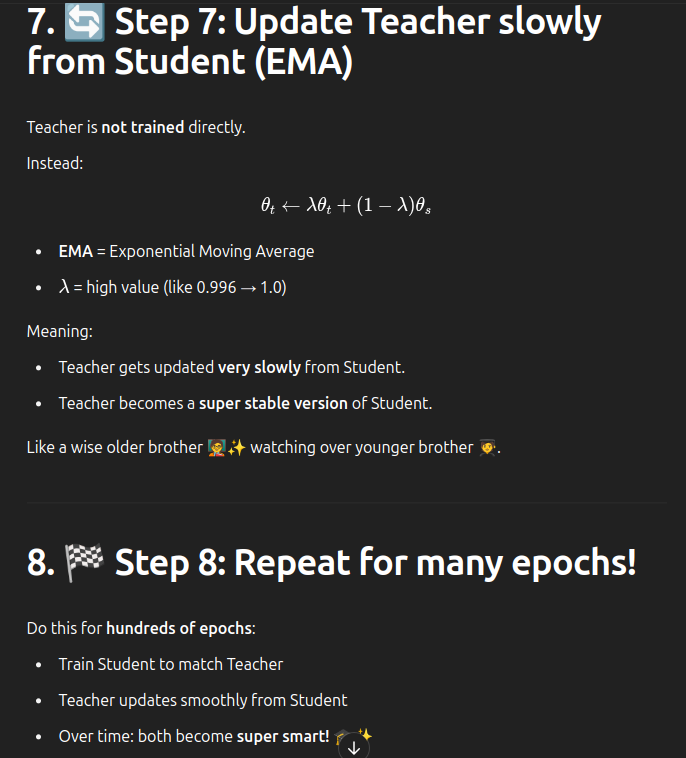 7. 🔄 Step 7: Update Teacher slowly
from Student (EMA)
Teacher is not trained directly.
Instead:
θₜ ← λθₜ + (1 − λ)θₛ
• EMA = Exponential Moving Average
• λ = high value (like 0.996 → 1.0)
Meaning:
• Teacher gets updated very slowly from Student.
• Teacher becomes a super stable version of Student.
Like a wise older brother 🧑‍🏫✨ watching over younger brother 🧑‍🎓.
8. 🏁 Step 8: Repeat for many epochs!
Do this for hundreds of epochs:
• Train Student to match Teacher
• Teacher updates smoothly from Student
• Over time: both become super smart! 🎓✨